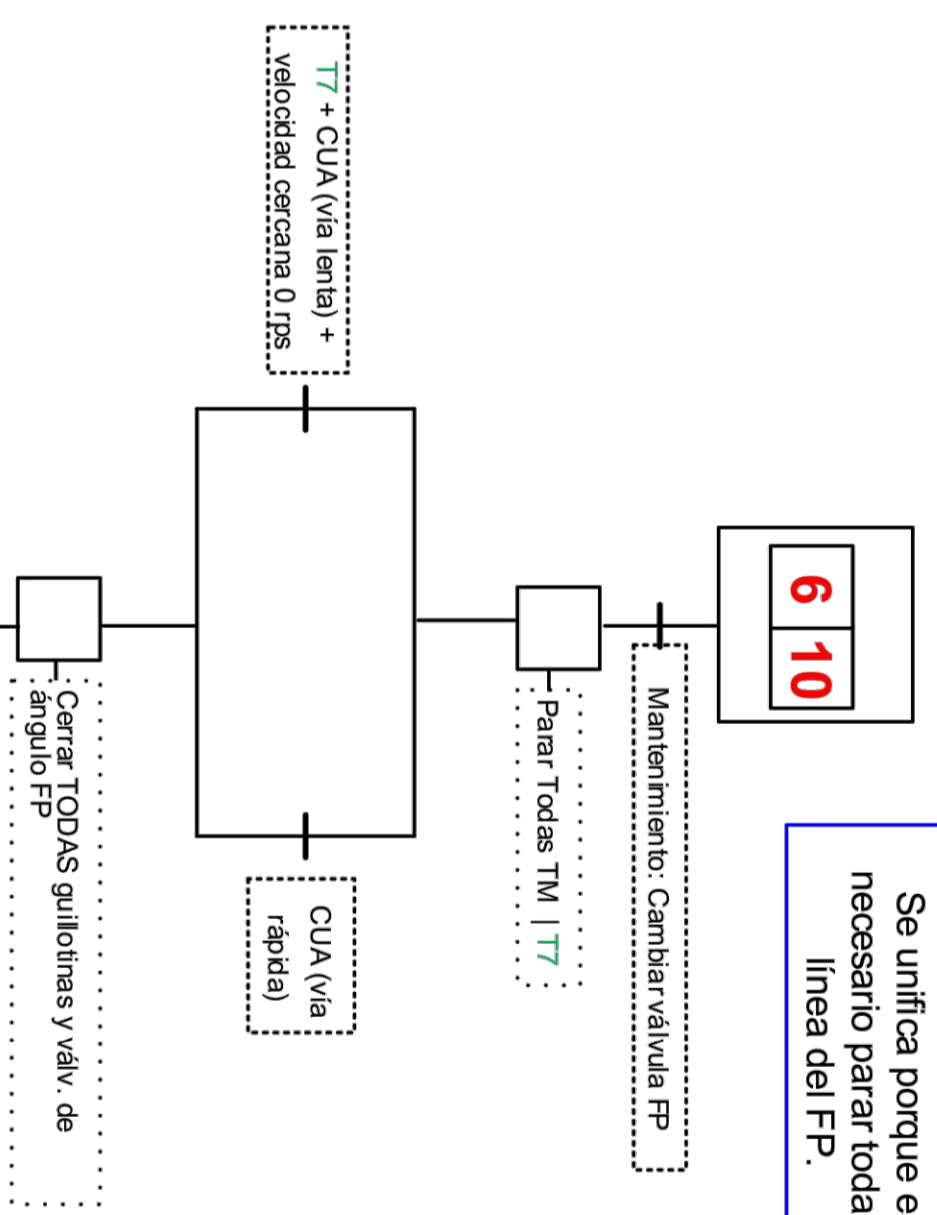 6 10
Se unifica porque e
necesario parar toda
línea del FP.
Mantenimiento: Cambiar válvula FP
Parar Todas TM | T7
T7 + CUA (vía lenta) +
velocidad cercana 0 rps
CUA (vía
rápida)
Cerrar TODAS guillotinas y válv. de
ángulo FP